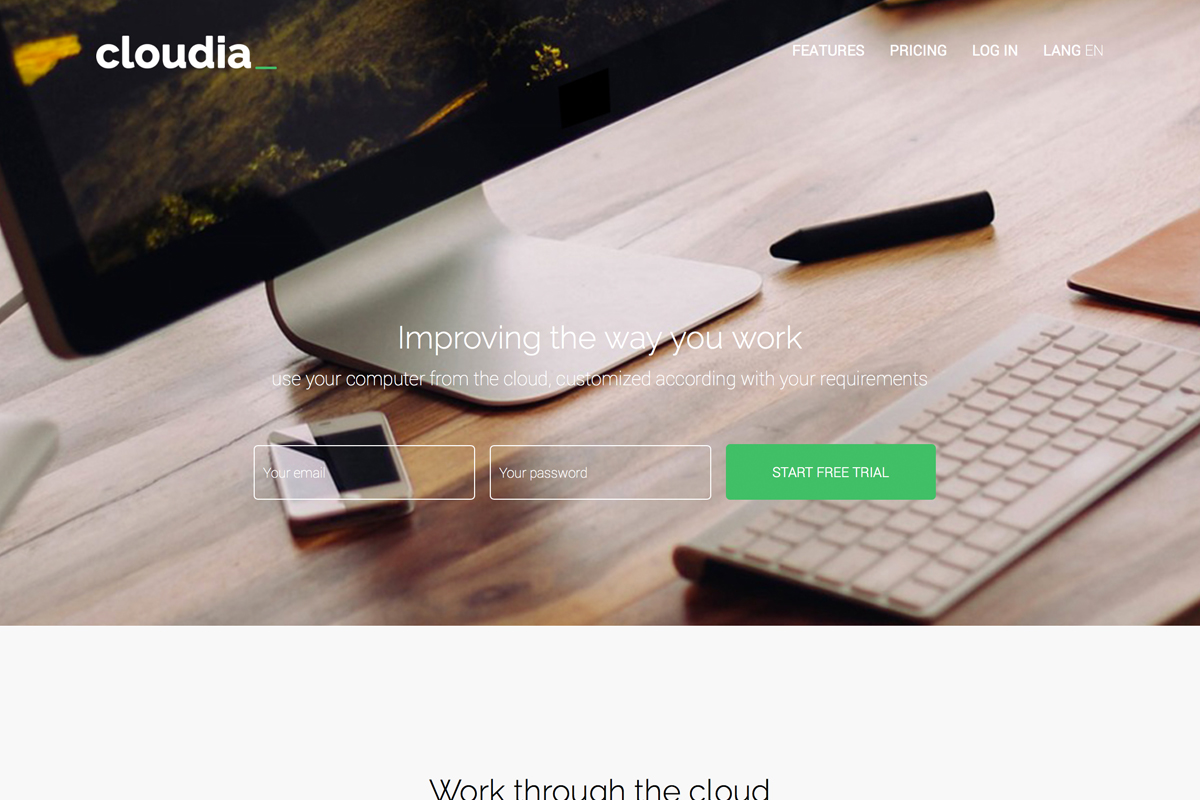 cloudia_
FEATURES PRICING LOG IN LANG EN
Improving the way you work
use your computer from the cloud, customized according with your requirements
Your email Your password START FREE TRIAL
Work through the cloud